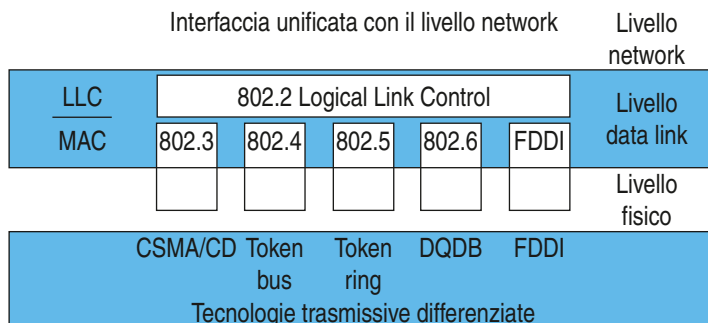 Interfaccia unificata con il livello network
Livello
network
LLC
MAC
802.2 Logical Link Control
802.3 802.4 802.5 802.6 FDDI
Livello
data link
Livello
fisico
CSMA/CD Token bus Token ring DQDB FDDI
Tecnologie trasmissive differenziate